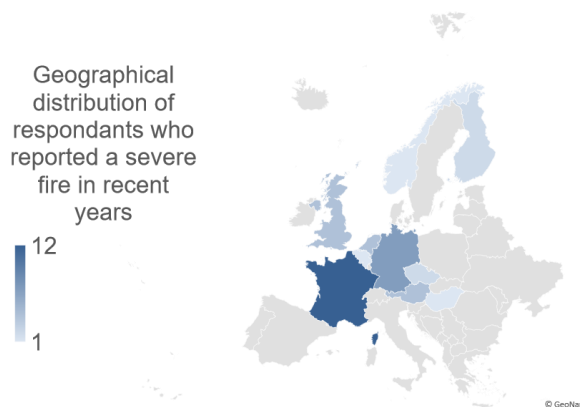 Geographical
distribution of
respondants who
reported a severe
fire in recent
years
12
1
© GeoNa